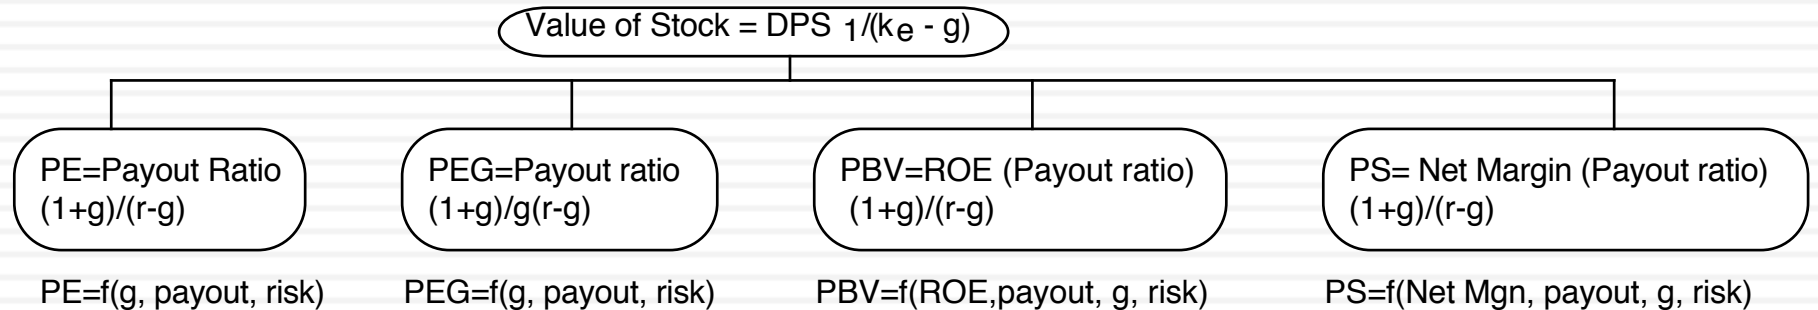 Value of Stock = DPS 1/(ke - g)
PE=Payout Ratio
(1+g)/(r-g)
PEG=Payout ratio
(1+g)/g(r-g)
PBV=ROE (Payout ratio)
(1+g)/(r-g)
PS= Net Margin (Payout ratio)
(1+g)/(r-g)
PE=f(g, payout, risk)
PEG=f(g, payout, risk)
PBV=f(ROE,payout, g, risk)
PS=f(Net Mgn, payout, g, risk)